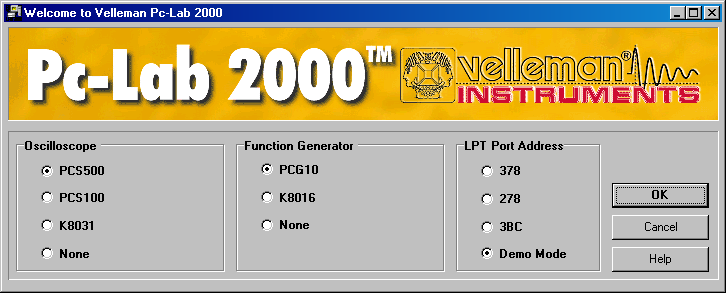 Welcome to Velleman Pc-Lab 2000
Pc-Lab 2000™
velleman®
INSTRUMENTS
Oscilloscope
PCS500
PCS100
K8031
None
Function Generator
PCG10
K8016
None
LPT Port Address
378
278
3BC
Demo Mode
OK
Cancel
Help